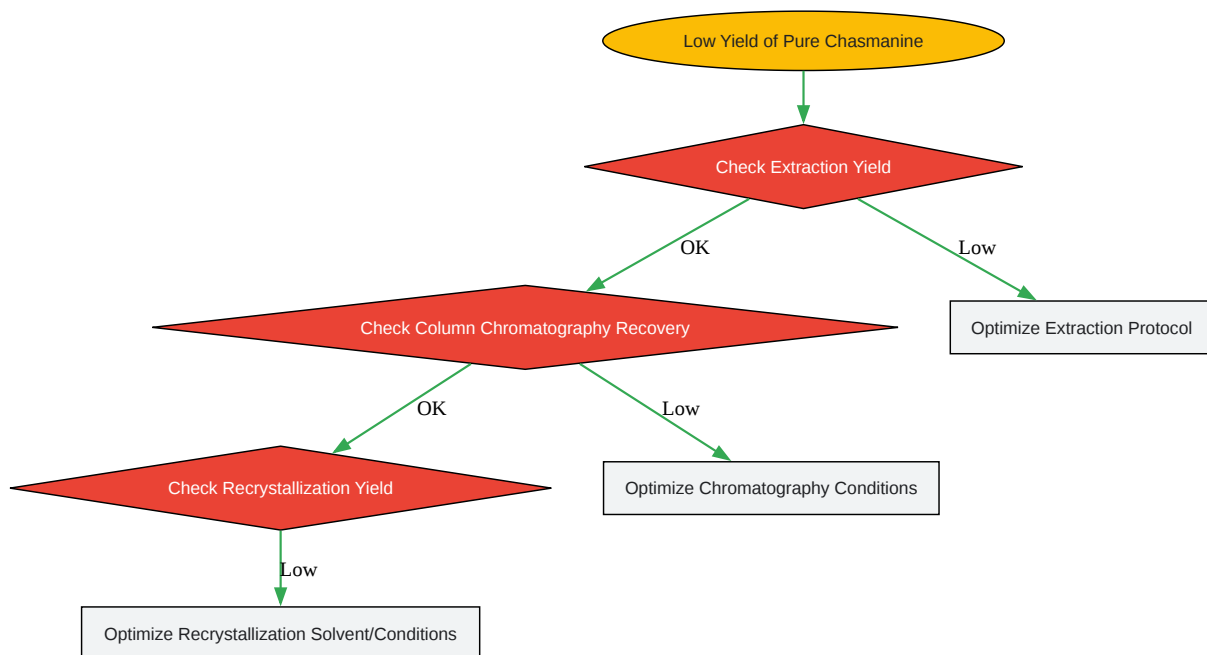 Low Yield of Pure Chasmanine
Check Extraction Yield
OK
Low
Check Column Chromatography Recovery
Optimize Extraction Protocol
OK
Low
Check Recrystallization Yield
Optimize Chromatography Conditions
Low
Optimize Recrystallization Solvent/Conditions